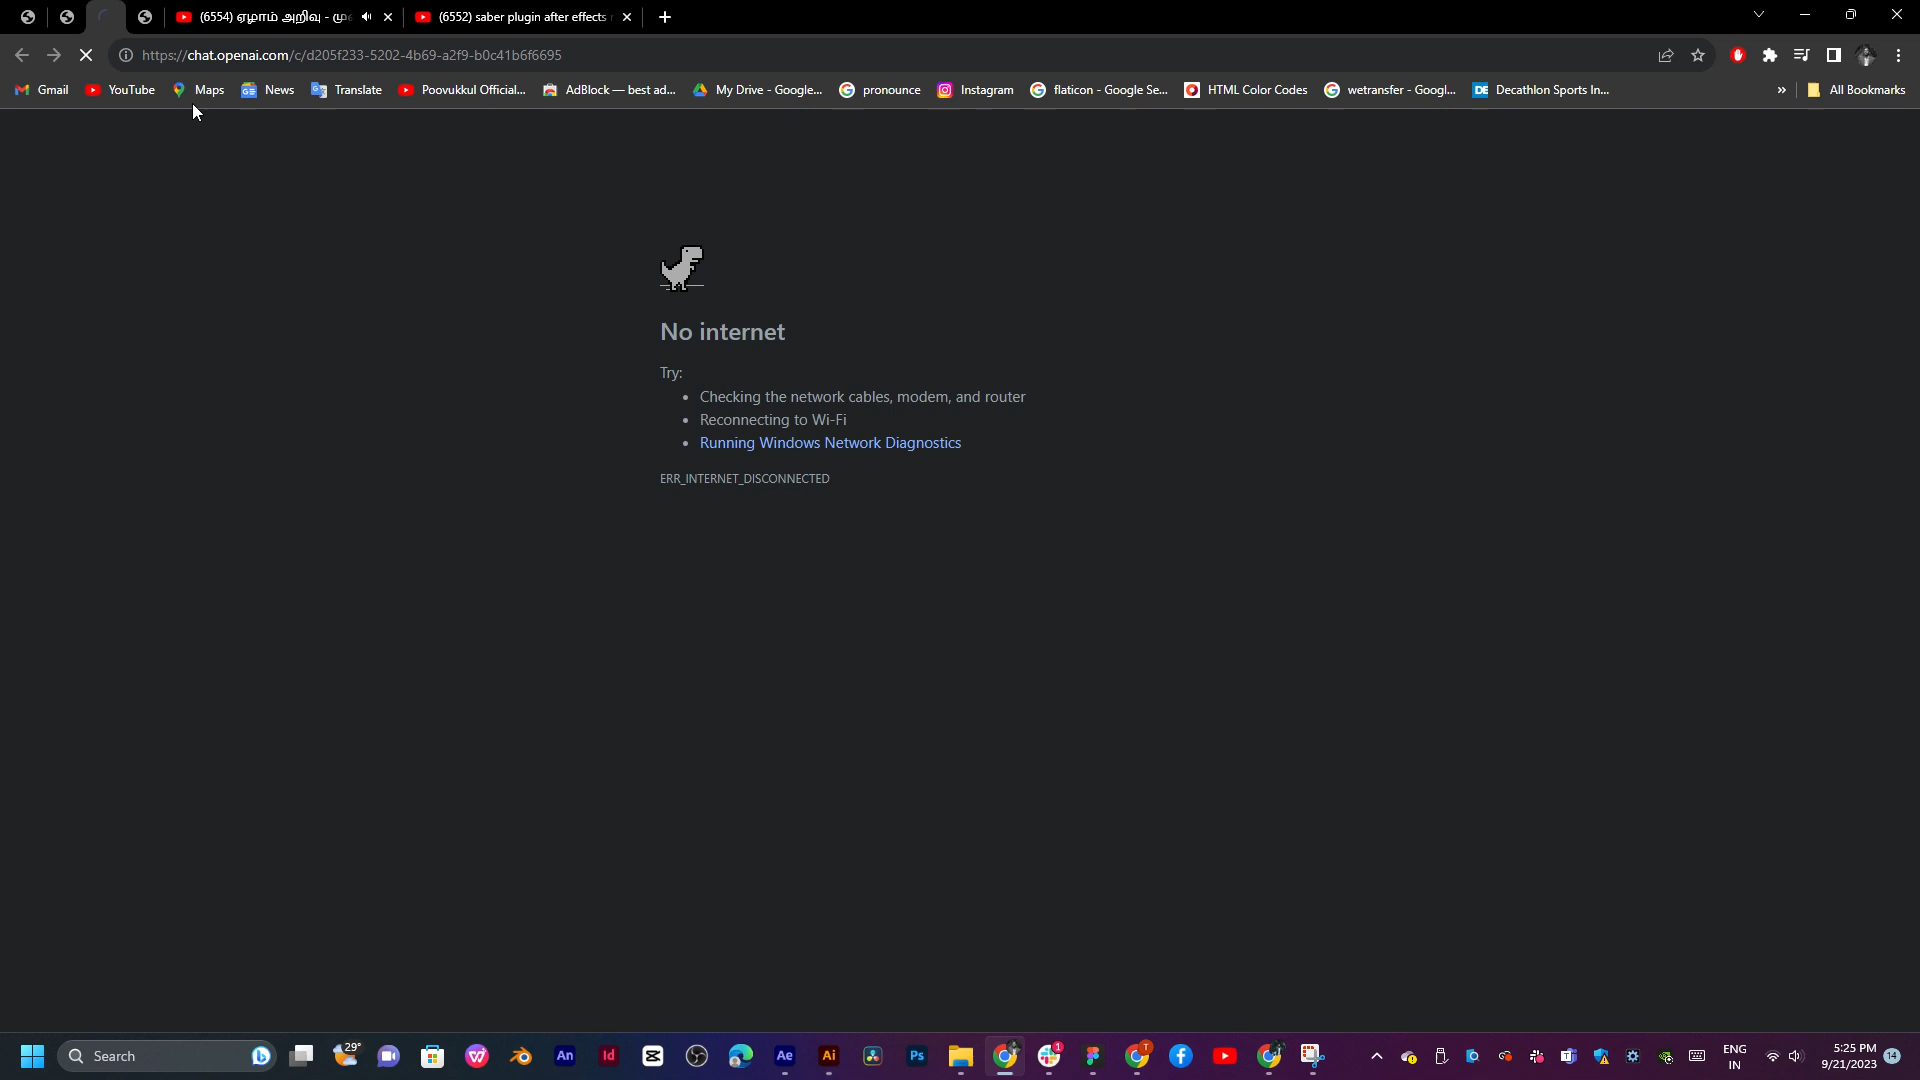 (6554) ஏழாம் அறிவு - மு
(6552) saber plugin after effects
https://chat.openai.com/c/d205f233-5202-4b69-a2f9-b0c41b6f6695
Gmail YouTube Maps News Translate Poovukkul Official... AdBlock — best ad... My Drive - Google... pronounce Instagram flaticon - Google Se... HTML Color Codes wetransfer - Googl... DE Decathlon Sports In... » All Bookmarks
No internet
Try:
• Checking the network cables, modem, and router
• Reconnecting to Wi-Fi
• Running Windows Network Diagnostics
ERR_INTERNET_DISCONNECTED
Search 29° An Id Ae Ai Ps 1 T ENG 5:25 PM 14
IN 9/21/2023